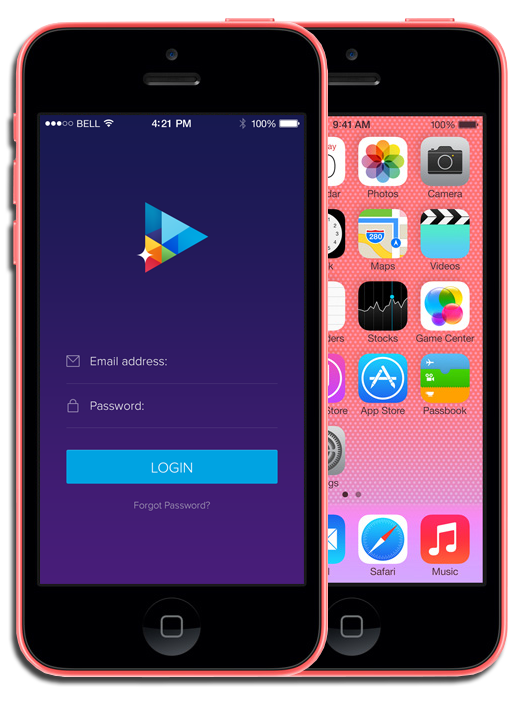 BELL 4:21 PM 100%
Email address:
Password:
LOGIN
Forgot Password?
9:41 AM 100%
ay
dar Photos Camera
280
k Maps Videos
ders Stocks Game Center
Store App Store Passbook
gs
l Safari Music